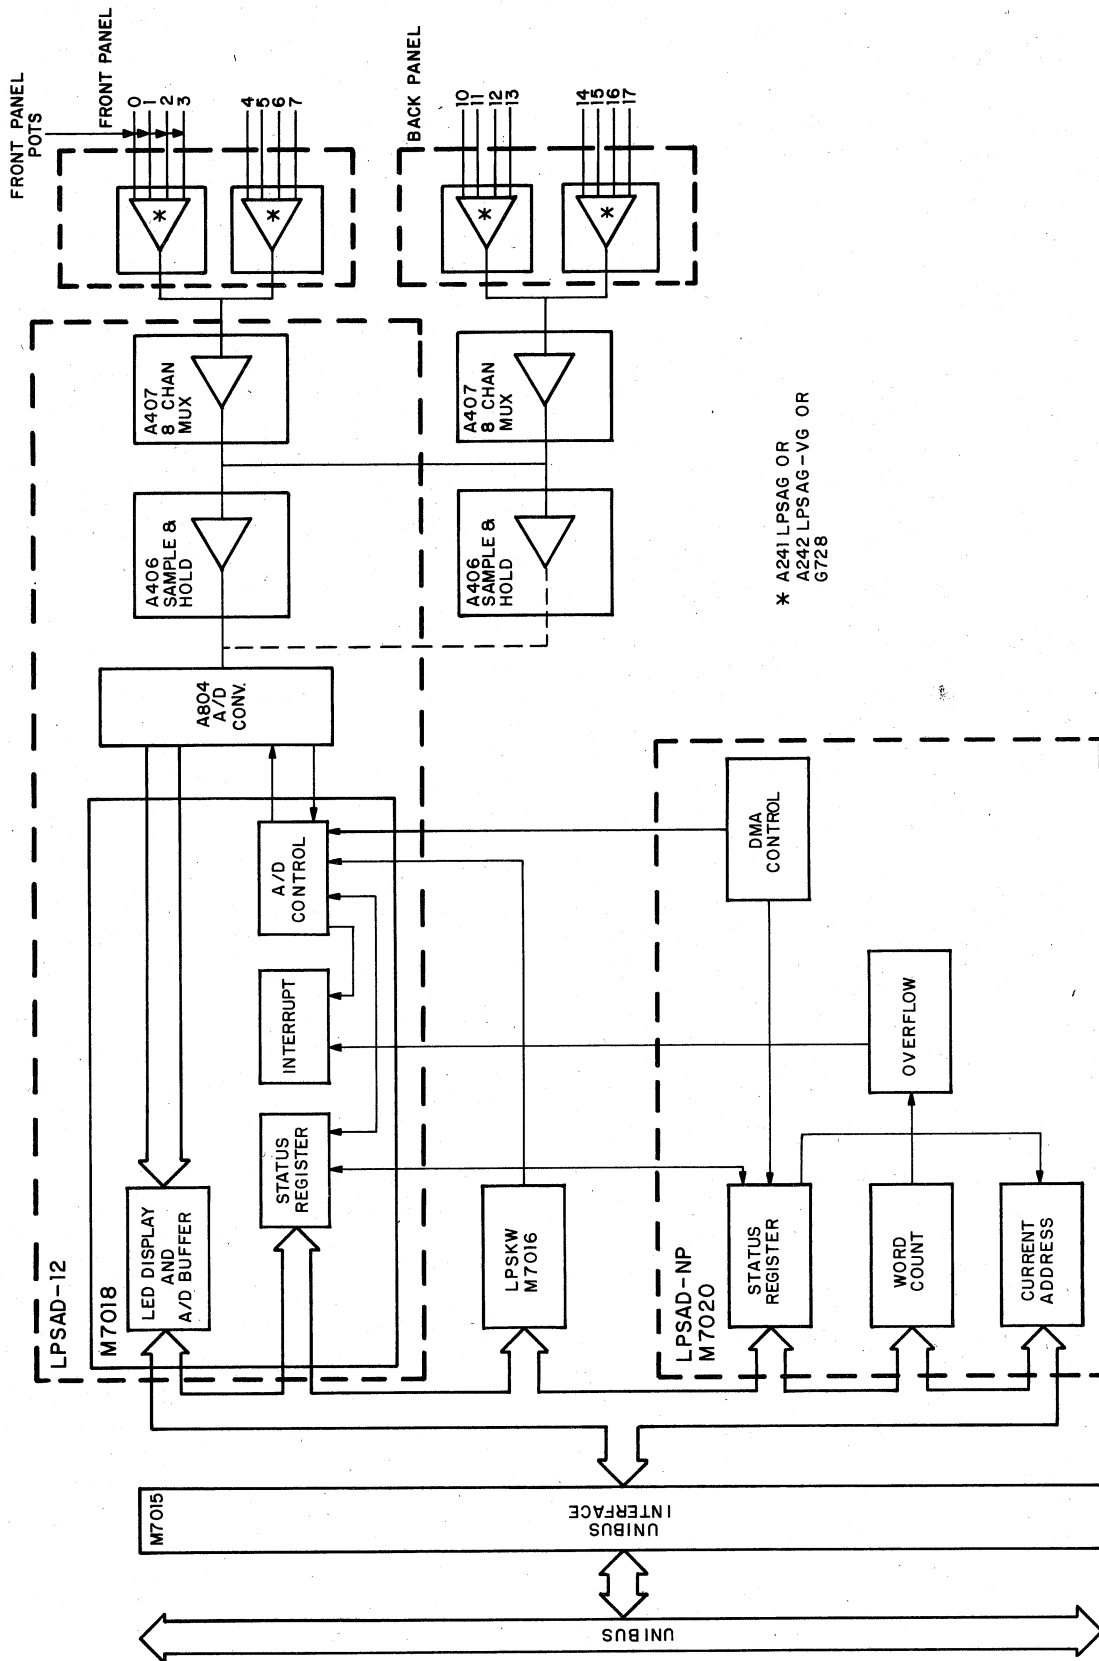 FRONT PANEL
POTS
FRONT PANEL
0
1
2
3
4
5
6
7
BACK PANEL
10
11
12
13
14
15
16
17
*
*
*
*
LPSAD-12
M7018
LED DISPLAY
AND
A/D BUFFER
STATUS
REGISTER
INTERRUPT
A/D
CONTROL
A804
A/D
CONV.
A406
SAMPLE &
HOLD
A407
8 CHAN
MUX
A406
SAMPLE &
HOLD
A407
8 CHAN
MUX
LPSKW
M7016
LPSAD-NP
M7020
STATUS
REGISTER
WORD
COUNT
CURRENT
ADDRESS
OVERFLOW
DMA
CONTROL
* A241 LPSAG OR
A242 LPSAG-VG OR
G728
M7015
UNIBUS
INTERFACE
UNIBUS